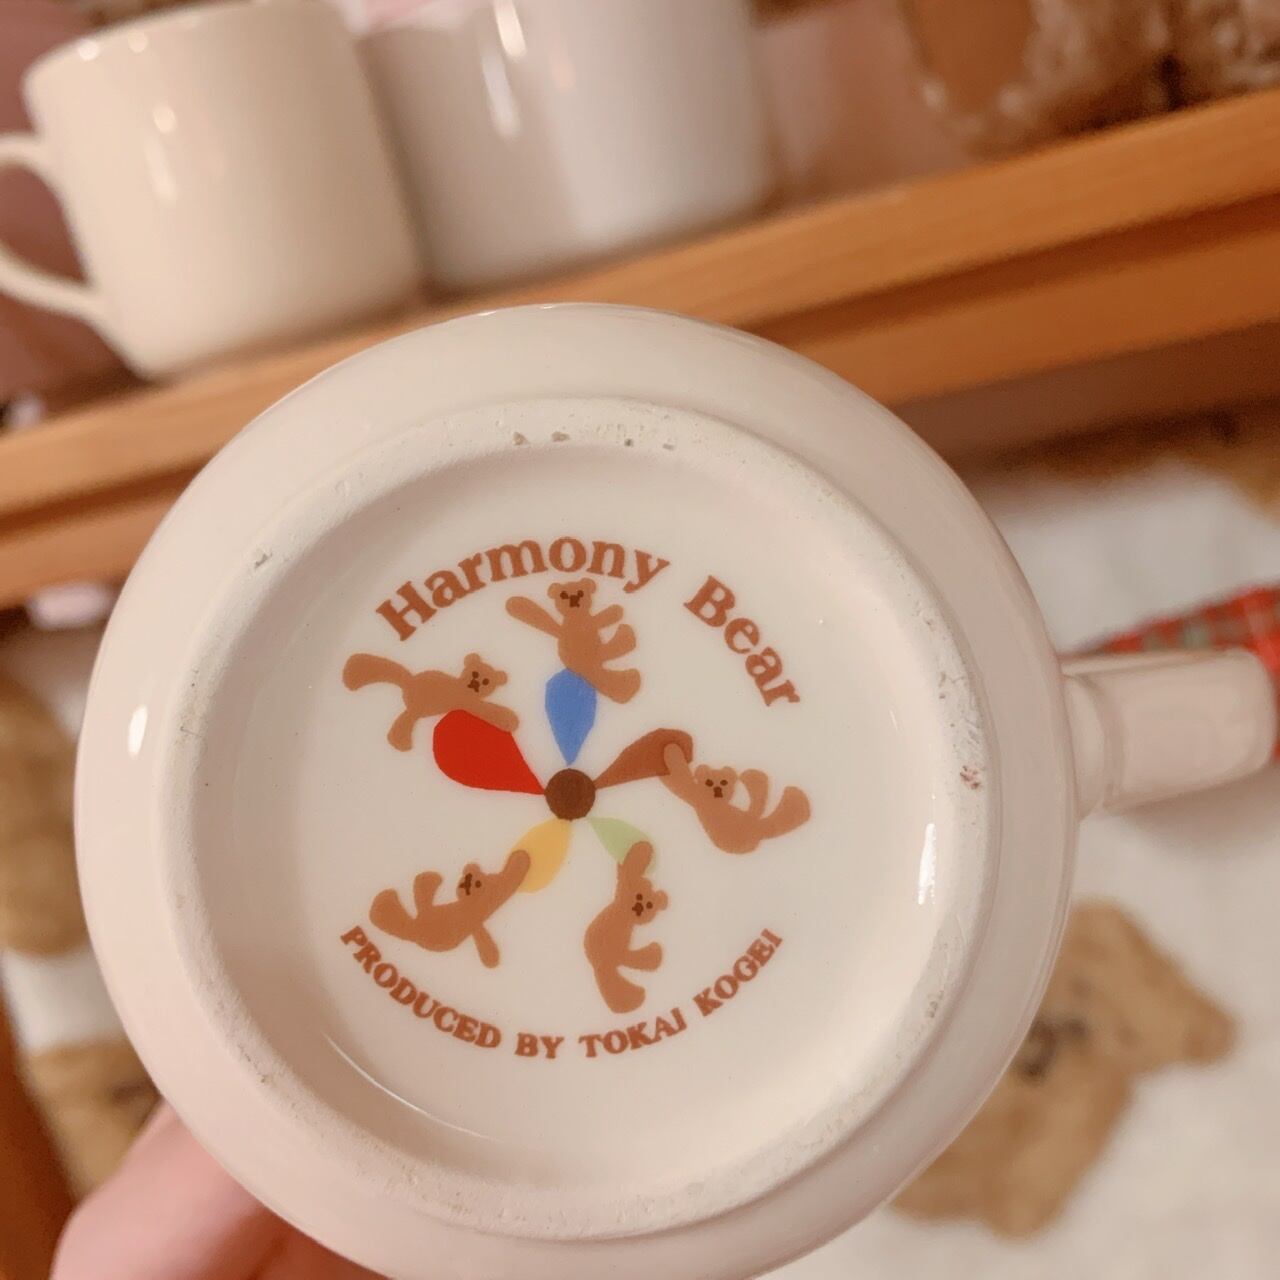 Harmony Bear
PRODUCED BY TOKAI KOGEI